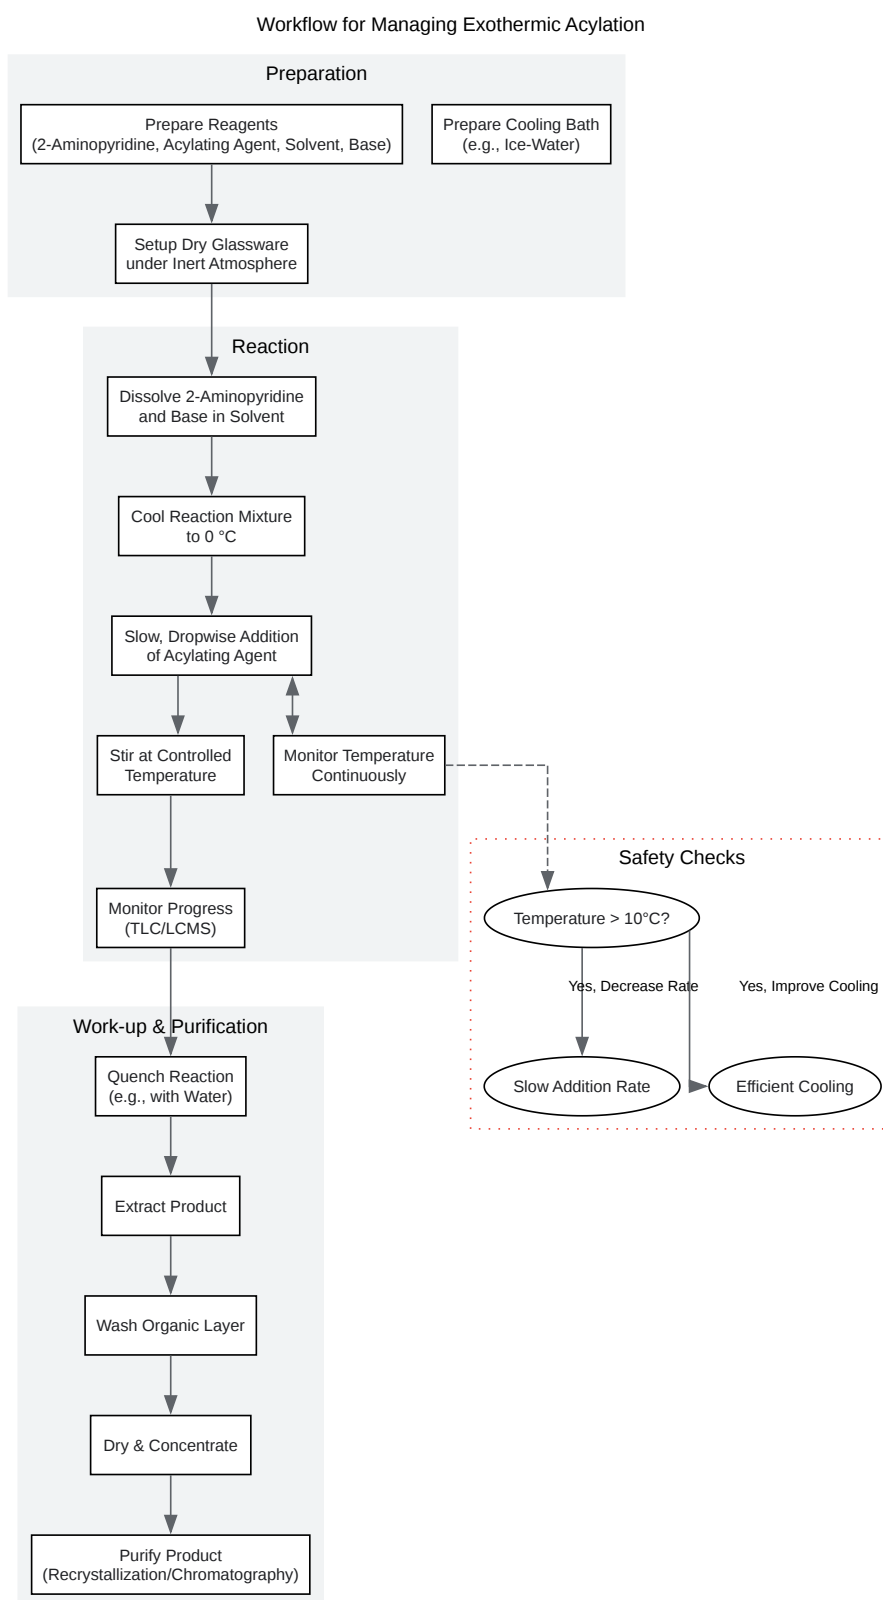 Workflow for Managing Exothermic Acylation
Preparation
Prepare Reagents
(2-Aminopyridine, Acylating Agent, Solvent, Base)
Prepare Cooling Bath
(e.g., Ice-Water)
Setup Dry Glassware
under Inert Atmosphere
Reaction
Dissolve 2-Aminopyridine
and Base in Solvent
Cool Reaction Mixture
to 0 °C
Slow, Dropwise Addition
of Acylating Agent
Stir at Controlled
Temperature
Monitor Temperature
Continuously
Monitor Progress
(TLC/LCMS)
Safety Checks
Temperature > 10°C?
Yes, Decrease Rate
Yes, Improve Cooling
Slow Addition Rate
Efficient Cooling
Work-up & Purification
Quench Reaction
(e.g., with Water)
Extract Product
Wash Organic Layer
Dry & Concentrate
Purify Product
(Recrystallization/Chromatography)